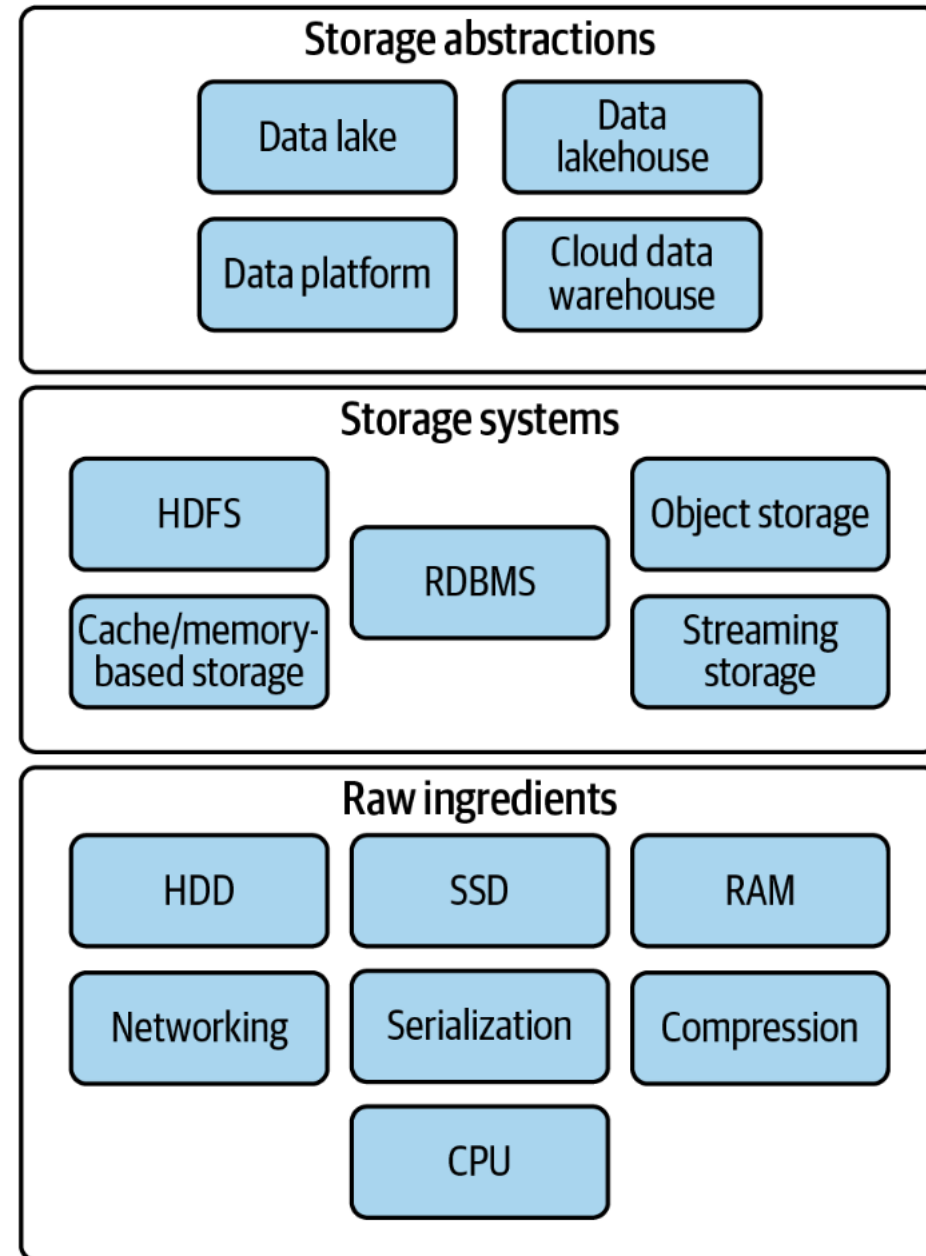 Storage abstractions
Data lake
Data
lakehouse
Data platform
Cloud data
warehouse
Storage systems
HDFS
RDBMS
Object storage
Cache/memory-
based storage
Streaming
storage
Raw ingredients
HDD
SSD
RAM
Networking
Serialization
Compression
CPU